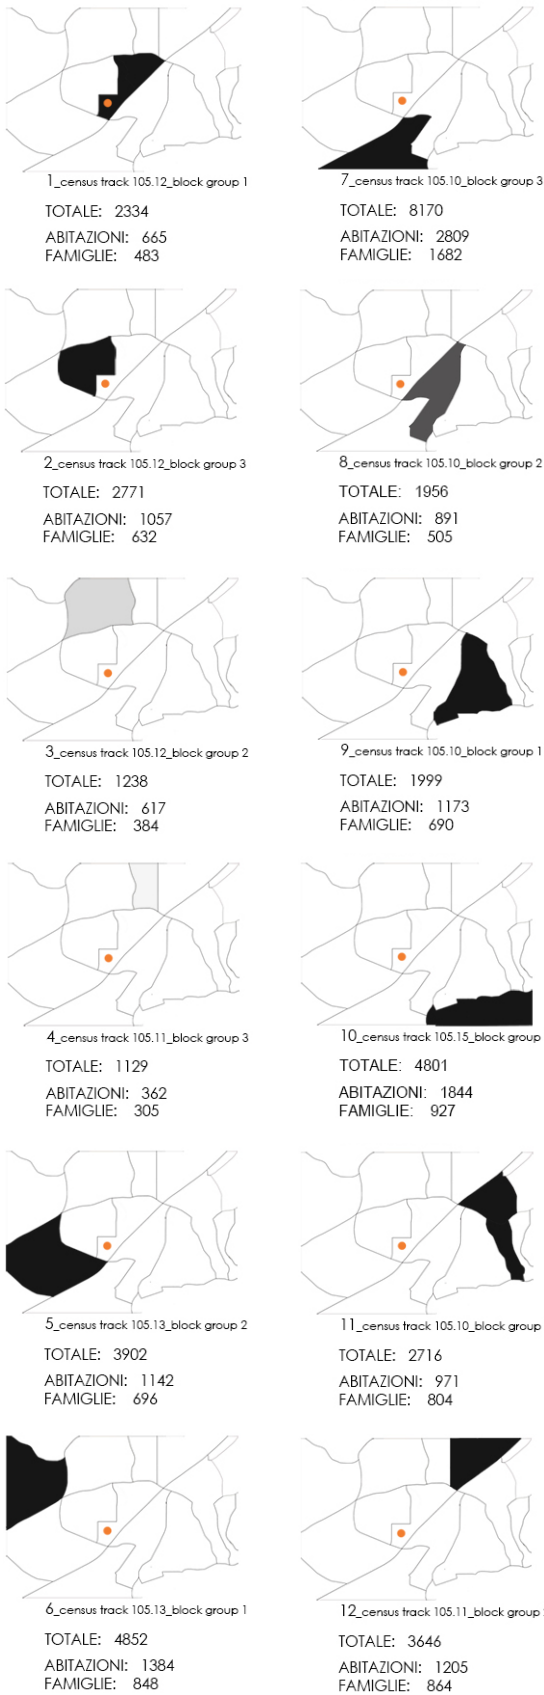 1_census track 105.12_block group 1
TOTALE: 2334
ABITAZIONI: 665
FAMIGLIE: 483
2_census track 105.12_block group 3
TOTALE: 2771
ABITAZIONI: 1057
FAMIGLIE: 632
3_census track 105.12_block group 2
TOTALE: 1238
ABITAZIONI: 617
FAMIGLIE: 384
4_census track 105.11_block group 3
TOTALE: 1129
ABITAZIONI: 362
FAMIGLIE: 305
5_census track 105.13_block group 2
TOTALE: 3902
ABITAZIONI: 1142
FAMIGLIE: 696
6_census track 105.13_block group 1
TOTALE: 4852
ABITAZIONI: 1384
FAMIGLIE: 848
7_census track 105.10_block group 3
TOTALE: 8170
ABITAZIONI: 2809
FAMIGLIE: 1682
8_census track 105.10_block group 2
TOTALE: 1956
ABITAZIONI: 891
FAMIGLIE: 505
9_census track 105.10_block group 1
TOTALE: 1999
ABITAZIONI: 1173
FAMIGLIE: 690
10_census track 105.15_block group
TOTALE: 4801
ABITAZIONI: 1844
FAMIGLIE: 927
11_census track 105.10_block group
TOTALE: 2716
ABITAZIONI: 971
FAMIGLIE: 804
12_census track 105.11_block group
TOTALE: 3646
ABITAZIONI: 1205
FAMIGLIE: 864